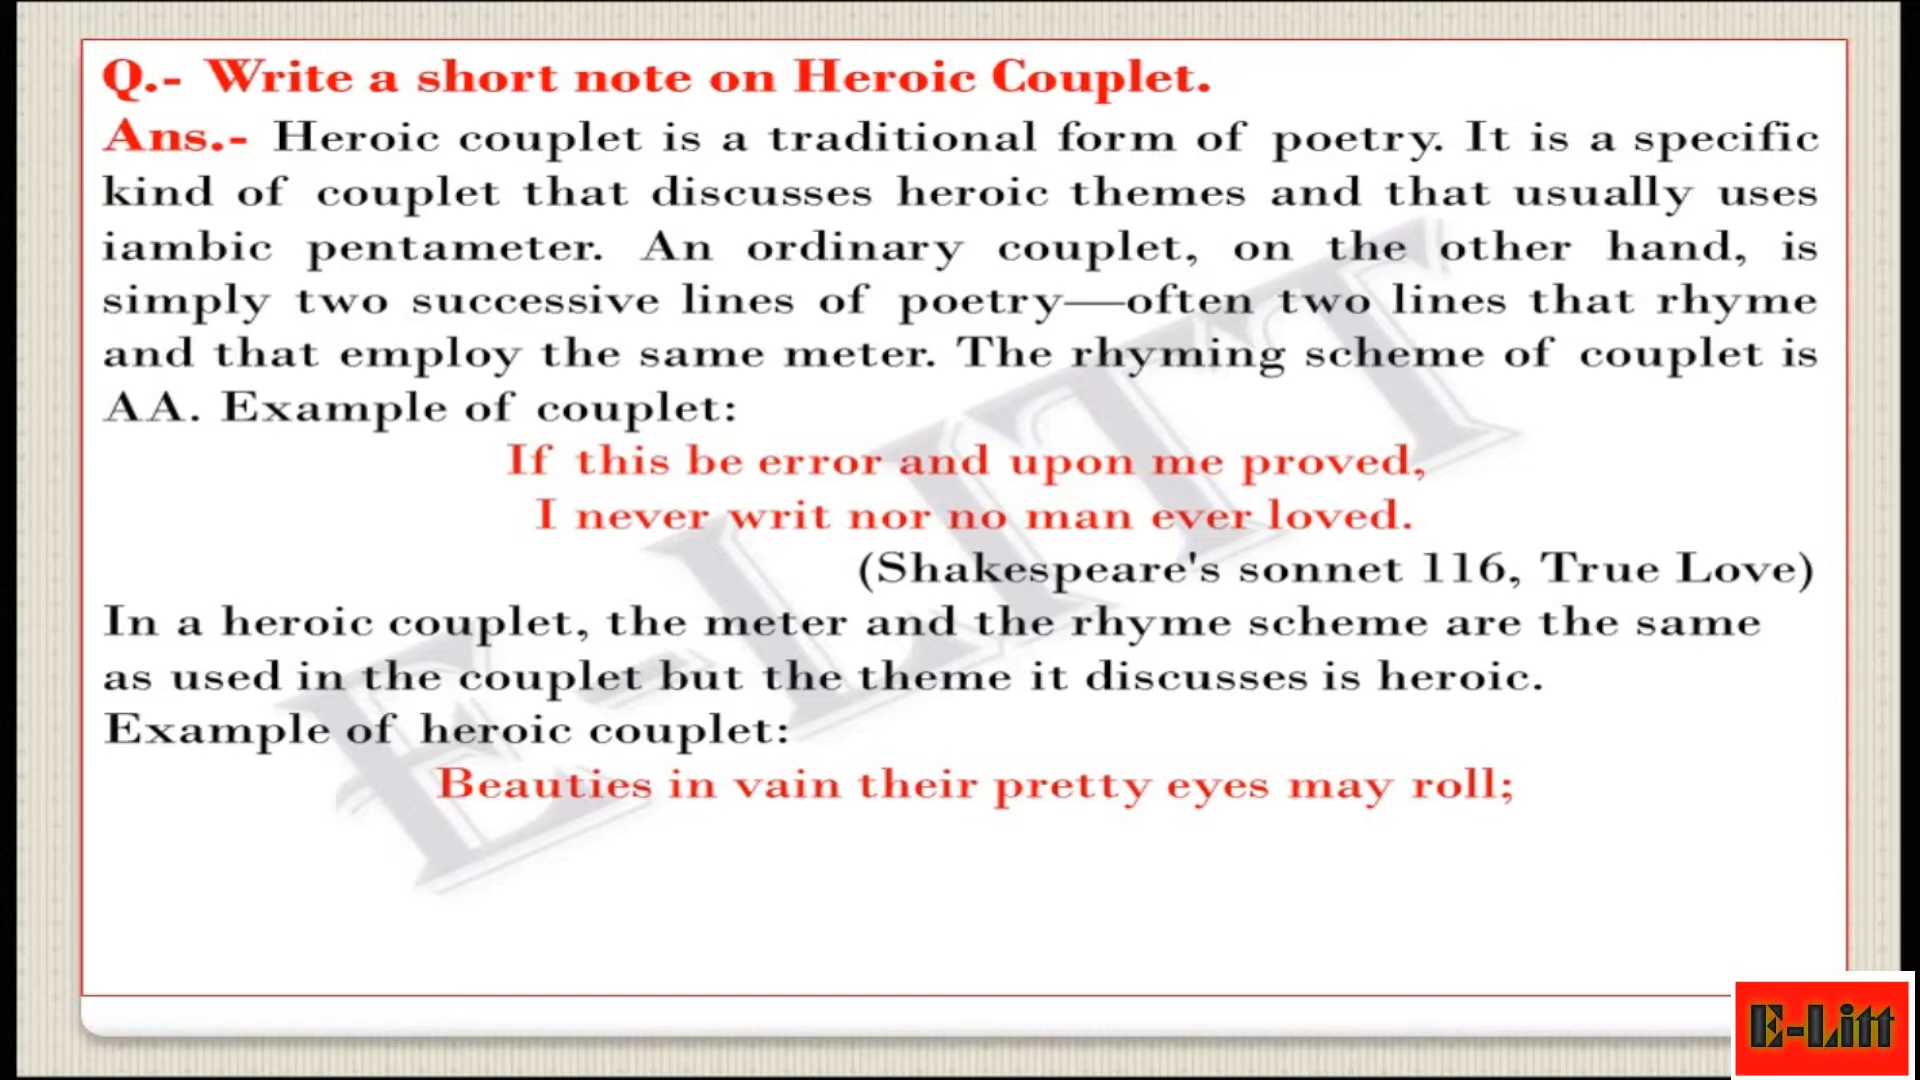 Q.- Write a short note on Heroic Couplet.
Ans.- Heroic couplet is a traditional form of poetry. It is a specific
kind of couplet that discusses heroic themes and that usually uses
iambic pentameter. An ordinary couplet, on the other hand, is
simply two successive lines of poetry—often two lines that rhyme
and that employ the same meter. The rhyming scheme of couplet is
AA. Example of couplet:
If this be error and upon me proved,
I never writ nor no man ever loved.
(Shakespeare's sonnet 116, True Love)
In a heroic couplet, the meter and the rhyme scheme are the same
as used in the couplet but the theme it discusses is heroic.
Example of heroic couplet:
Beauties in vain their pretty eyes may roll;
E-LITT
E-Litt